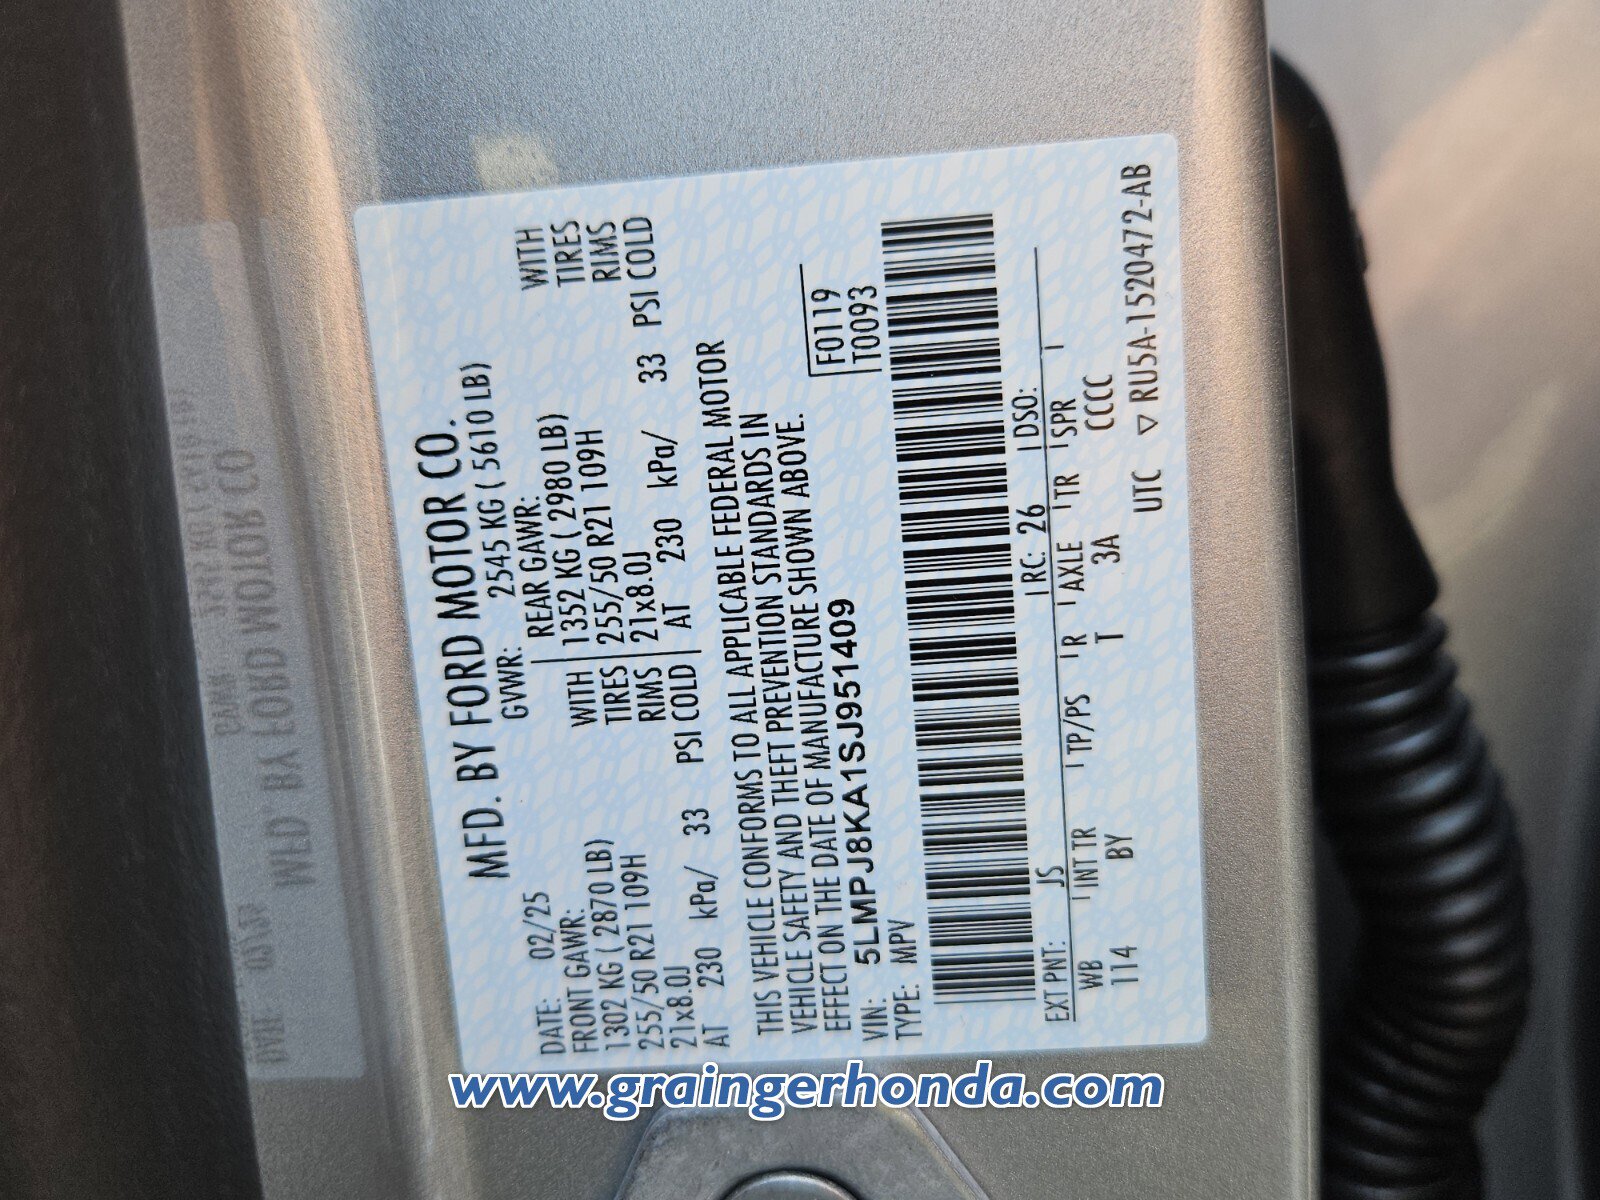 MFD. BY FORD MOTOR CO.
DATE: 02/25 GVWR: 2545 KG ( 5610 LB)
FRONT GAWR: REAR GAWR:
1302 KG ( 2870 LB) WITH 1352 KG ( 2980 LB) WITH
255/50 R21 109H TIRES 255/50 R21 109H TIRES
21x8.0J RIMS 21x8.0J RIMS
AT 230 kPa/ 33 PSI COLD AT 230 kPa/ 33 PSI COLD
THIS VEHICLE CONFORMS TO ALL APPLICABLE FEDERAL MOTOR
VEHICLE SAFETY AND THEFT PREVENTION STANDARDS IN
EFFECT ON THE DATE OF MANUFACTURE SHOWN ABOVE.
F0119
VIN: 5LMPJ8KA1SJ951409
T0093
TYPE: MPV
EXT PNT: JS RC: 26 DSO:
WB INT TR TP/PS R AXLE TR SPR
114 BY T 3A CCCC
UTC ▽ RU5A-1520472-AB
www.graingerhonda.com